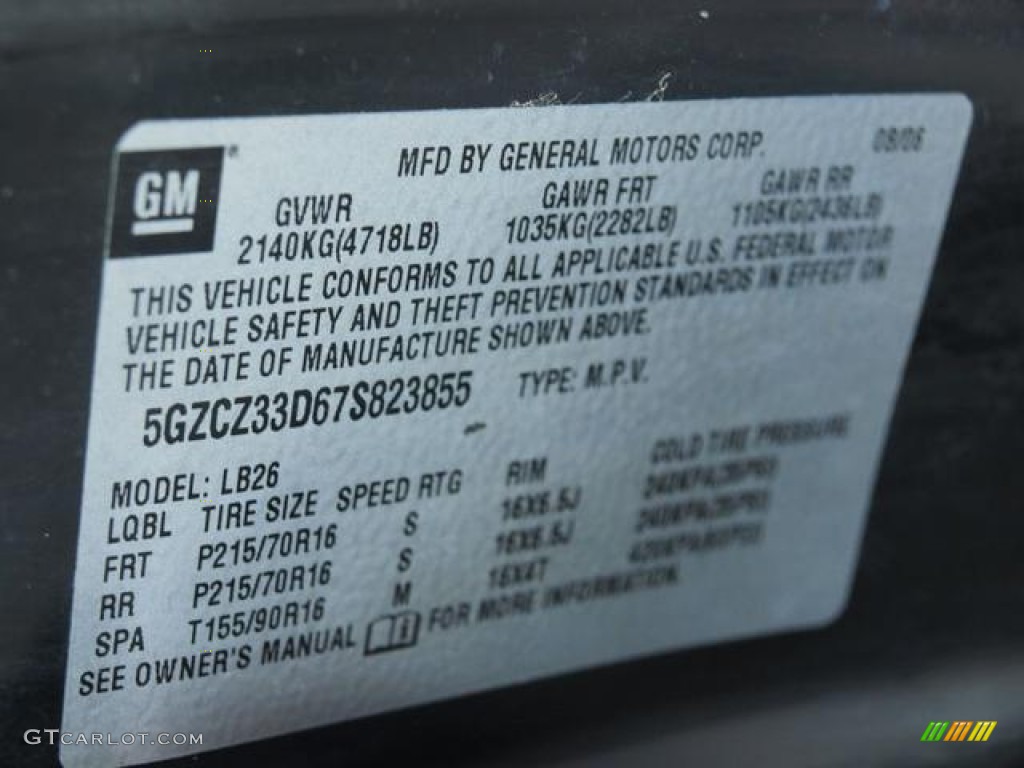 GM
MFD BY GENERAL MOTORS CORP. 08/06
GVWR GAWR FRT GAWR RR
2140KG(4718LB) 1035KG(2282LB) 1105KG(2436LB)
THIS VEHICLE CONFORMS TO ALL APPLICABLE U.S. FEDERAL MOTOR
VEHICLE SAFETY AND THEFT PREVENTION STANDARDS IN EFFECT ON
THE DATE OF MANUFACTURE SHOWN ABOVE.
5GZCZ33D67S823855 TYPE: M.P.V.
MODEL: LB26
LQBL TIRE SIZE SPEED RTG RIM COLD TIRE PRESSURE
FRT P215/70R16 S 16X6.5J
RR P215/70R16 S 16X6.5J
SPA T155/90R16 M 16X4T
SEE OWNER'S MANUAL FOR MORE INFORMATION.
GTCARLOT.COM